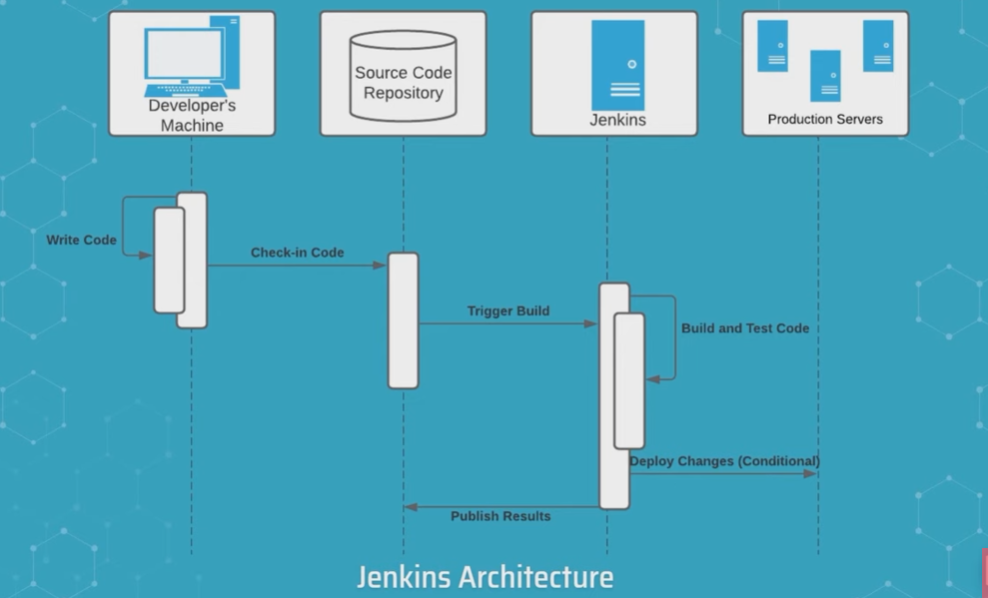 Developer's
Machine
Source Code
Repository
Jenkins
Production Servers
Write Code
Check-in Code
Trigger Build
Build and Test Code
Deploy Changes (Conditional)
Publish Results
Jenkins Architecture